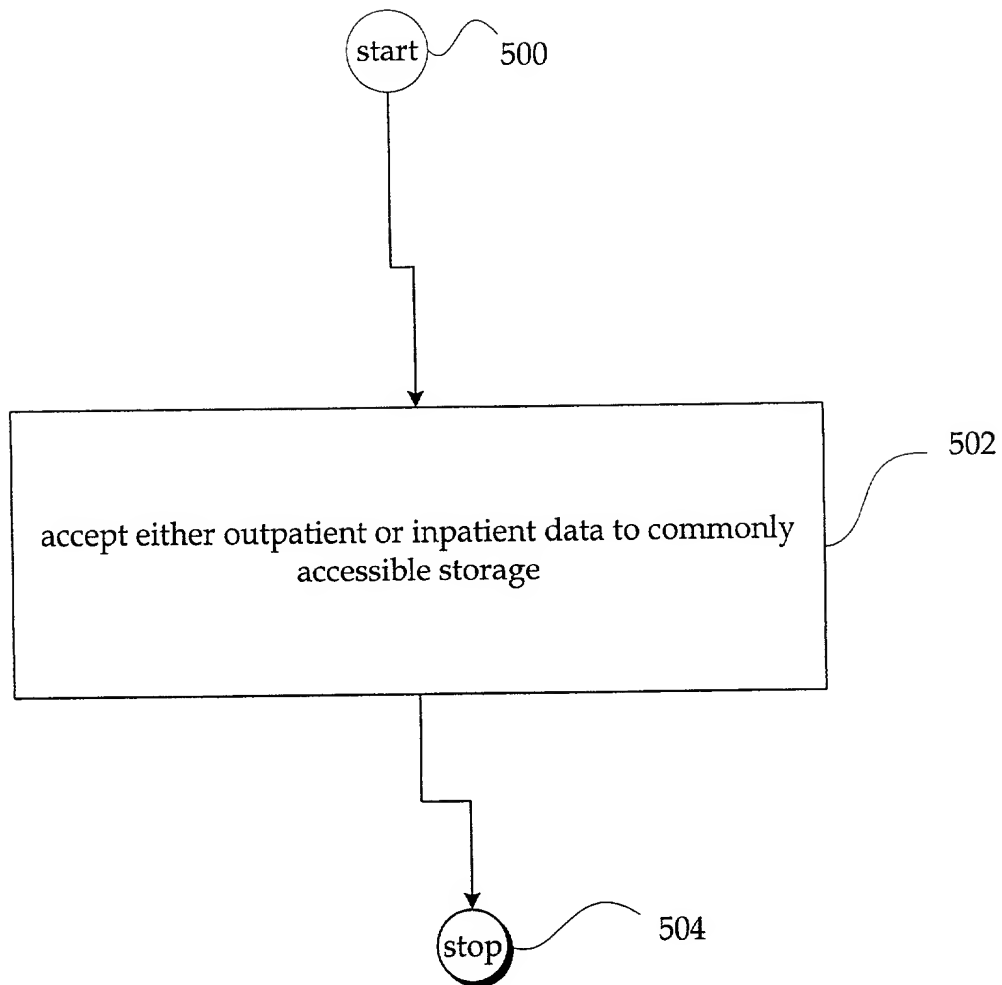 start
500
502
accept either outpatient or inpatient data to commonly
accessible storage
504
stop